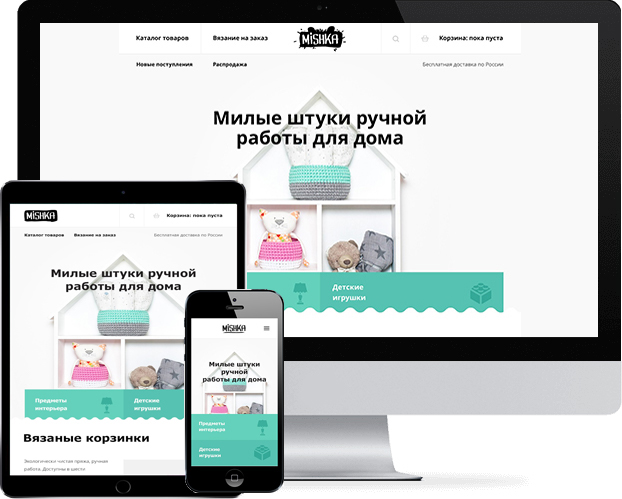 Каталог товаров
Вязание на заказ
MiSHKA
Корзина: пока пуста
Новые поступления
Распродажа
Бесплатная доставка по России
Милые штуки ручной
работы для дома
Детские
игрушки
MiSHKA
Корзина: пока пуста
Каталог товаров
Вязание на заказ
Бесплатная доставка по России
Милые штуки ручной
работы для дома
Предметы
интерьера
Детские
игрушки
Вязаные корзинки
Экологически чистая пряжа, ручная
работа. Доступны в шести
MiSHKA
Милые штуки
ручной
работы для дома
Предметы
интерьера
Детские
игрушки